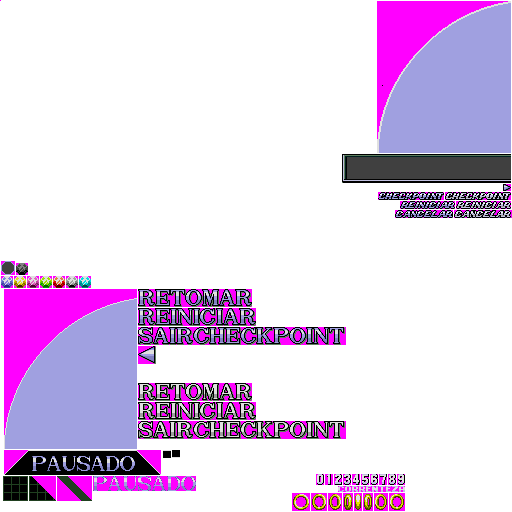 CHECKPOINT CHECKPOINT
REINICIAR REINICIAR
CANCELAR CANCELAR
RETOMAR
REINICIAR
SAIRCHECKPOINT
RETOMAR
REINICIAR
SAIRCHECKPOINT
PAUSADO
PAUSADO
0123456789
CORRENTEZA